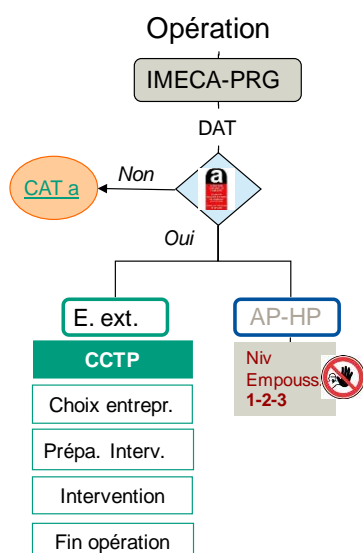 Opération
IMECA-PRG
DAT
Non
CAT a
a
Oui
E. ext.
AP-HP
CCTP
Niv
Empouss.
1-2-3
Choix entrepr.
Prépa. Interv.
Intervention
Fin opération